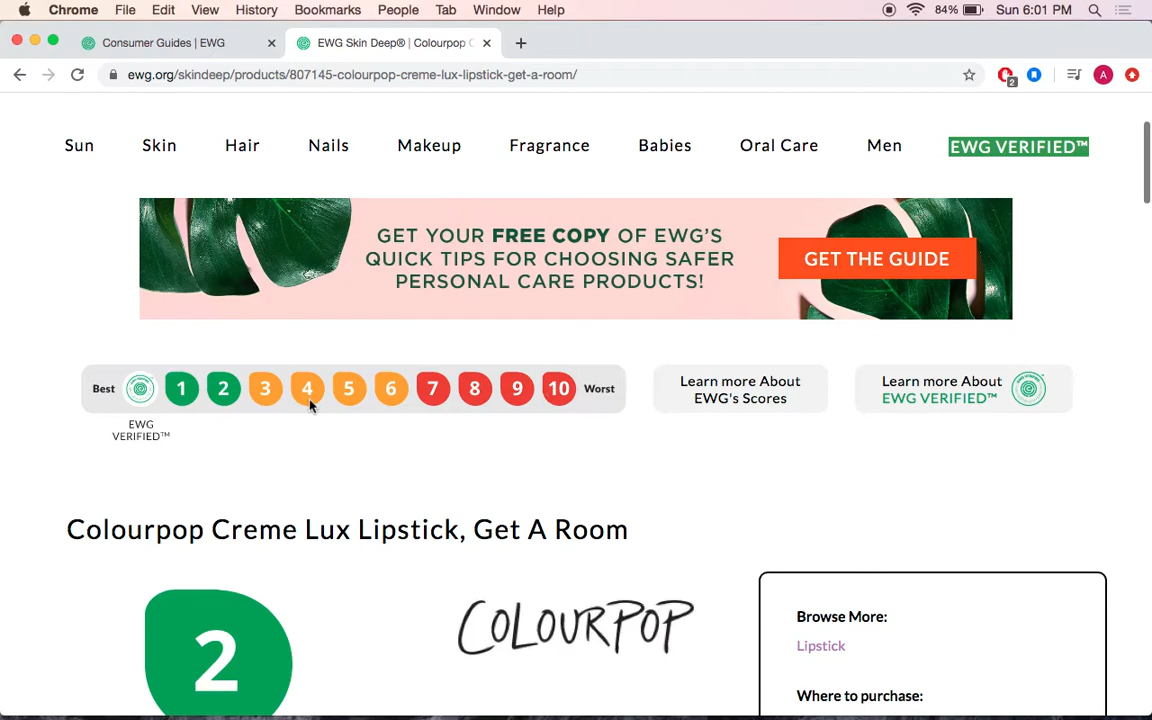 Chrome File Edit View History Bookmarks People Tab Window Help 84% Sun 6:01 PM
Consumer Guides | EWG
EWG Skin Deep® | Colourpop C
ewg.org/skindeep/products/807145-colourpop-creme-lux-lipstick-get-a-room/
2
A
Sun Skin Hair Nails Makeup Fragrance Babies Oral Care Men EWG VERIFIED™
GET YOUR FREE COPY OF EWG'S
QUICK TIPS FOR CHOOSING SAFER
PERSONAL CARE PRODUCTS!
GET THE GUIDE
Best 1 2 3 4 5 6 7 8 9 10 Worst
EWG
VERIFIED™
Learn more About
EWG's Scores
Learn more About
EWG VERIFIED™
Colourpop Creme Lux Lipstick, Get A Room
2
COLOURPOP
Browse More:
Lipstick
Where to purchase: